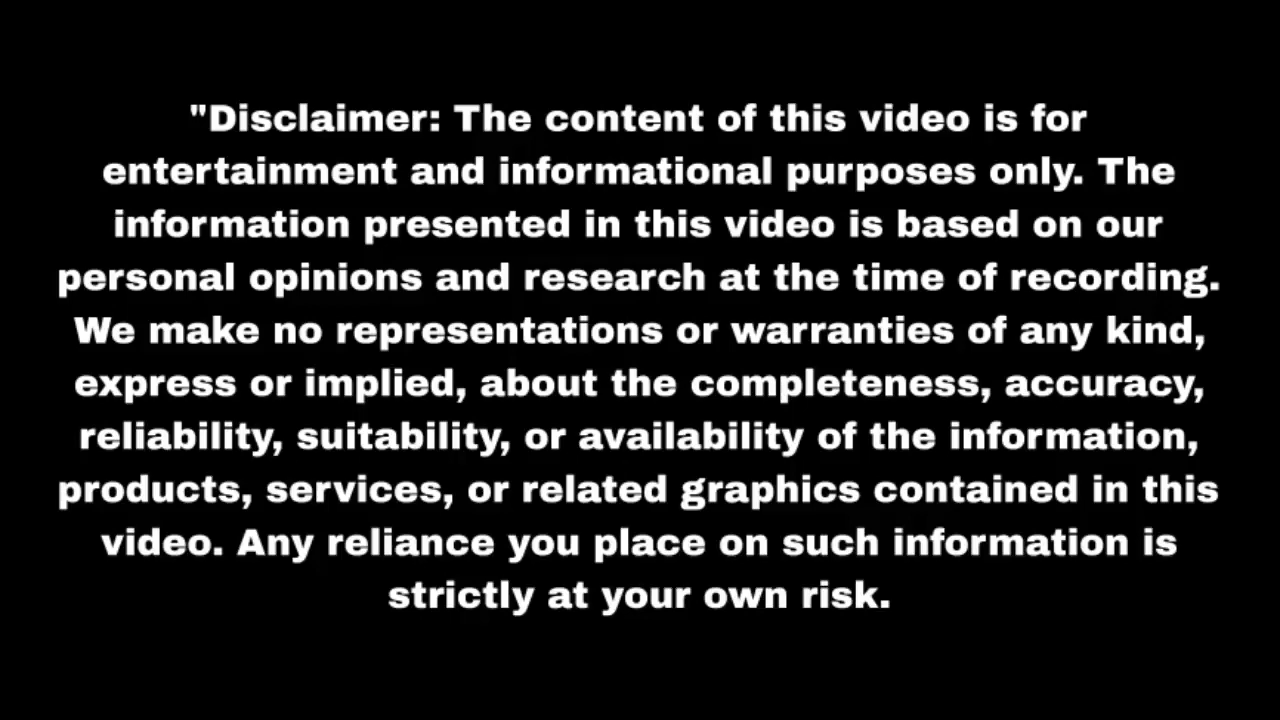 "Disclaimer: The content of this video is for
entertainment and informational purposes only. The
information presented in this video is based on our
personal opinions and research at the time of recording.
We make no representations or warranties of any kind,
express or implied, about the completeness, accuracy,
reliability, suitability, or availability of the information,
products, services, or related graphics contained in this
video. Any reliance you place on such information is
strictly at your own risk.